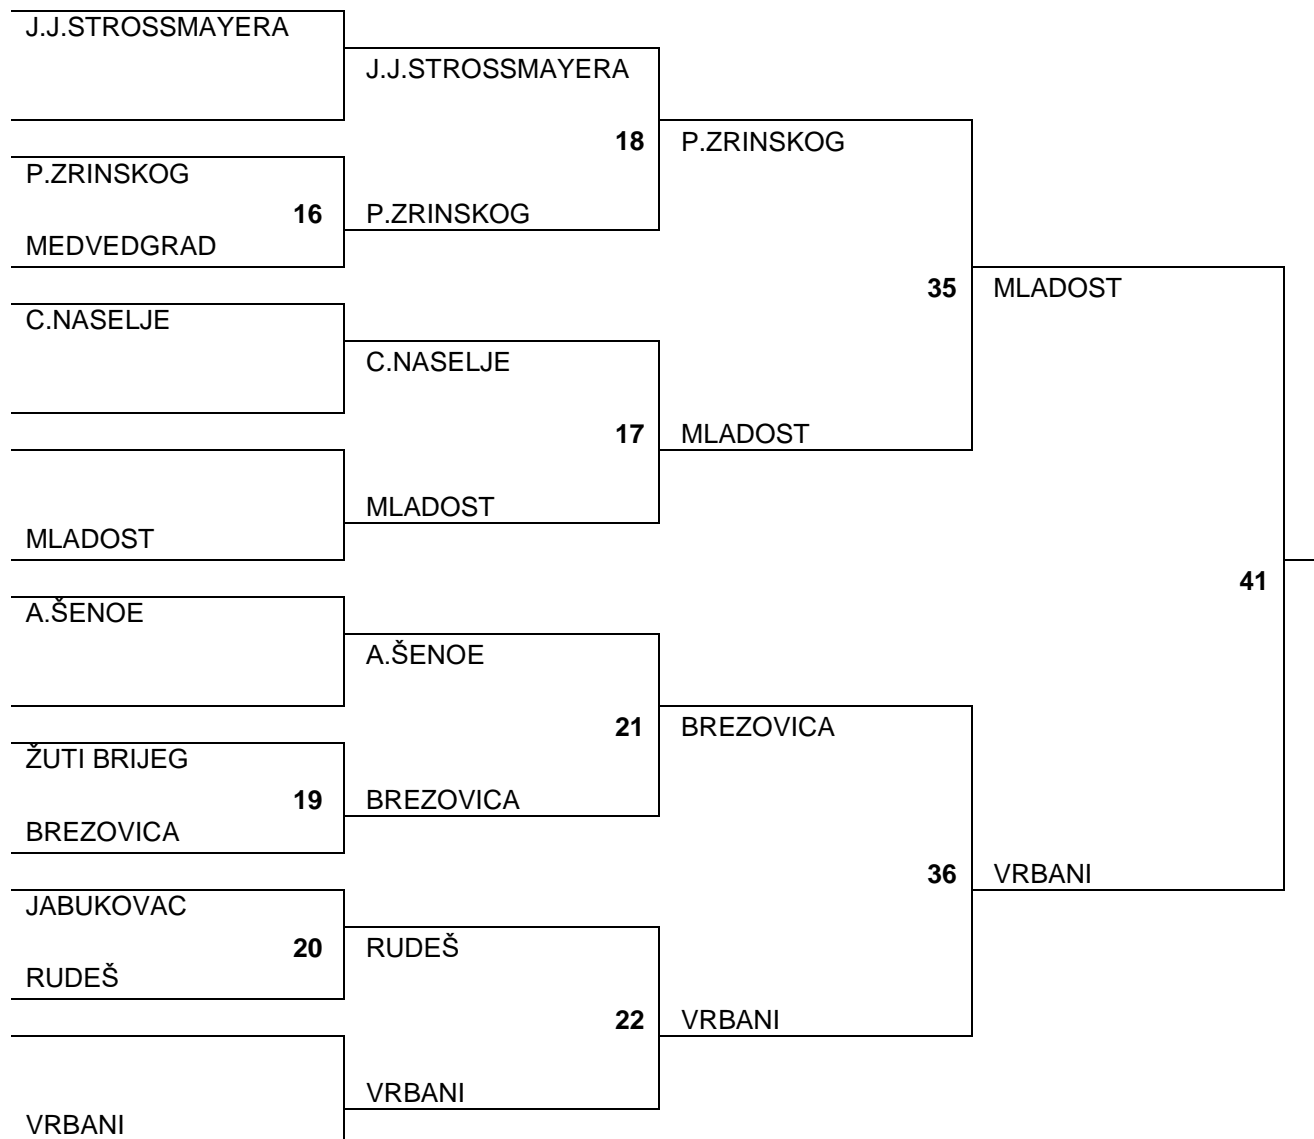 J.J.STROSSMAYERA
J.J.STROSSMAYERA
18 P.ZRINSKOG
P.ZRINSKOG
16 P.ZRINSKOG
MEDVEDGRAD
35 MLADOST
C.NASELJE
C.NASELJE
17 MLADOST
MLADOST
MLADOST
41
A.ŠENOE
A.ŠENOE
21 BREZOVICA
ŽUTI BRIJEG
19 BREZOVICA
BREZOVICA
36 VRBANI
JABUKOVAC
20 RUDEŠ
RUDEŠ
22 VRBANI
VRBANI
VRBANI